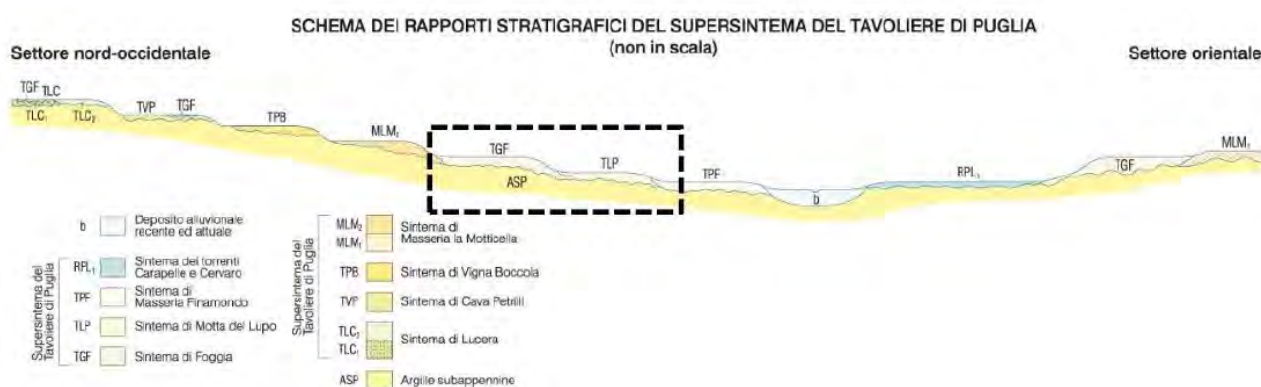 SCHEMA DEI RAPPORTI STRATIGRAFICI DEL SUPERSINTEMA DEL TAVOLIERE DI PUGLIA
(non in scala)
Settore nord-occidentale
Settore orientale
TGF TLC
TLC₁ TLC₂
TVP TGF
TPB
MLM₂
TGF
TLP
ASP
TPF
b
RPL₁
TGF
MLM₁
b Deposito alluvionale
recente ed attuale
Supersintema del
Tavoliere di Puglia
RPL₁ Sintema dei torrenti
Carapelle e Cervaro
TPF Sintema di
Masseria Finamondo
TLP Sintema di Motta del Lupo
TGF Sintema di Foggia
Supersintema del
Tavoliere di Puglia
MLM₂ Sintema di
MLM₁ Masseria la Motticella
TPB Sintema di Vigna Boccola
TVP Sintema di Cava Petrilli
TLC₂
TLC₁ Sintema di Lucera
ASP Argille subappennine